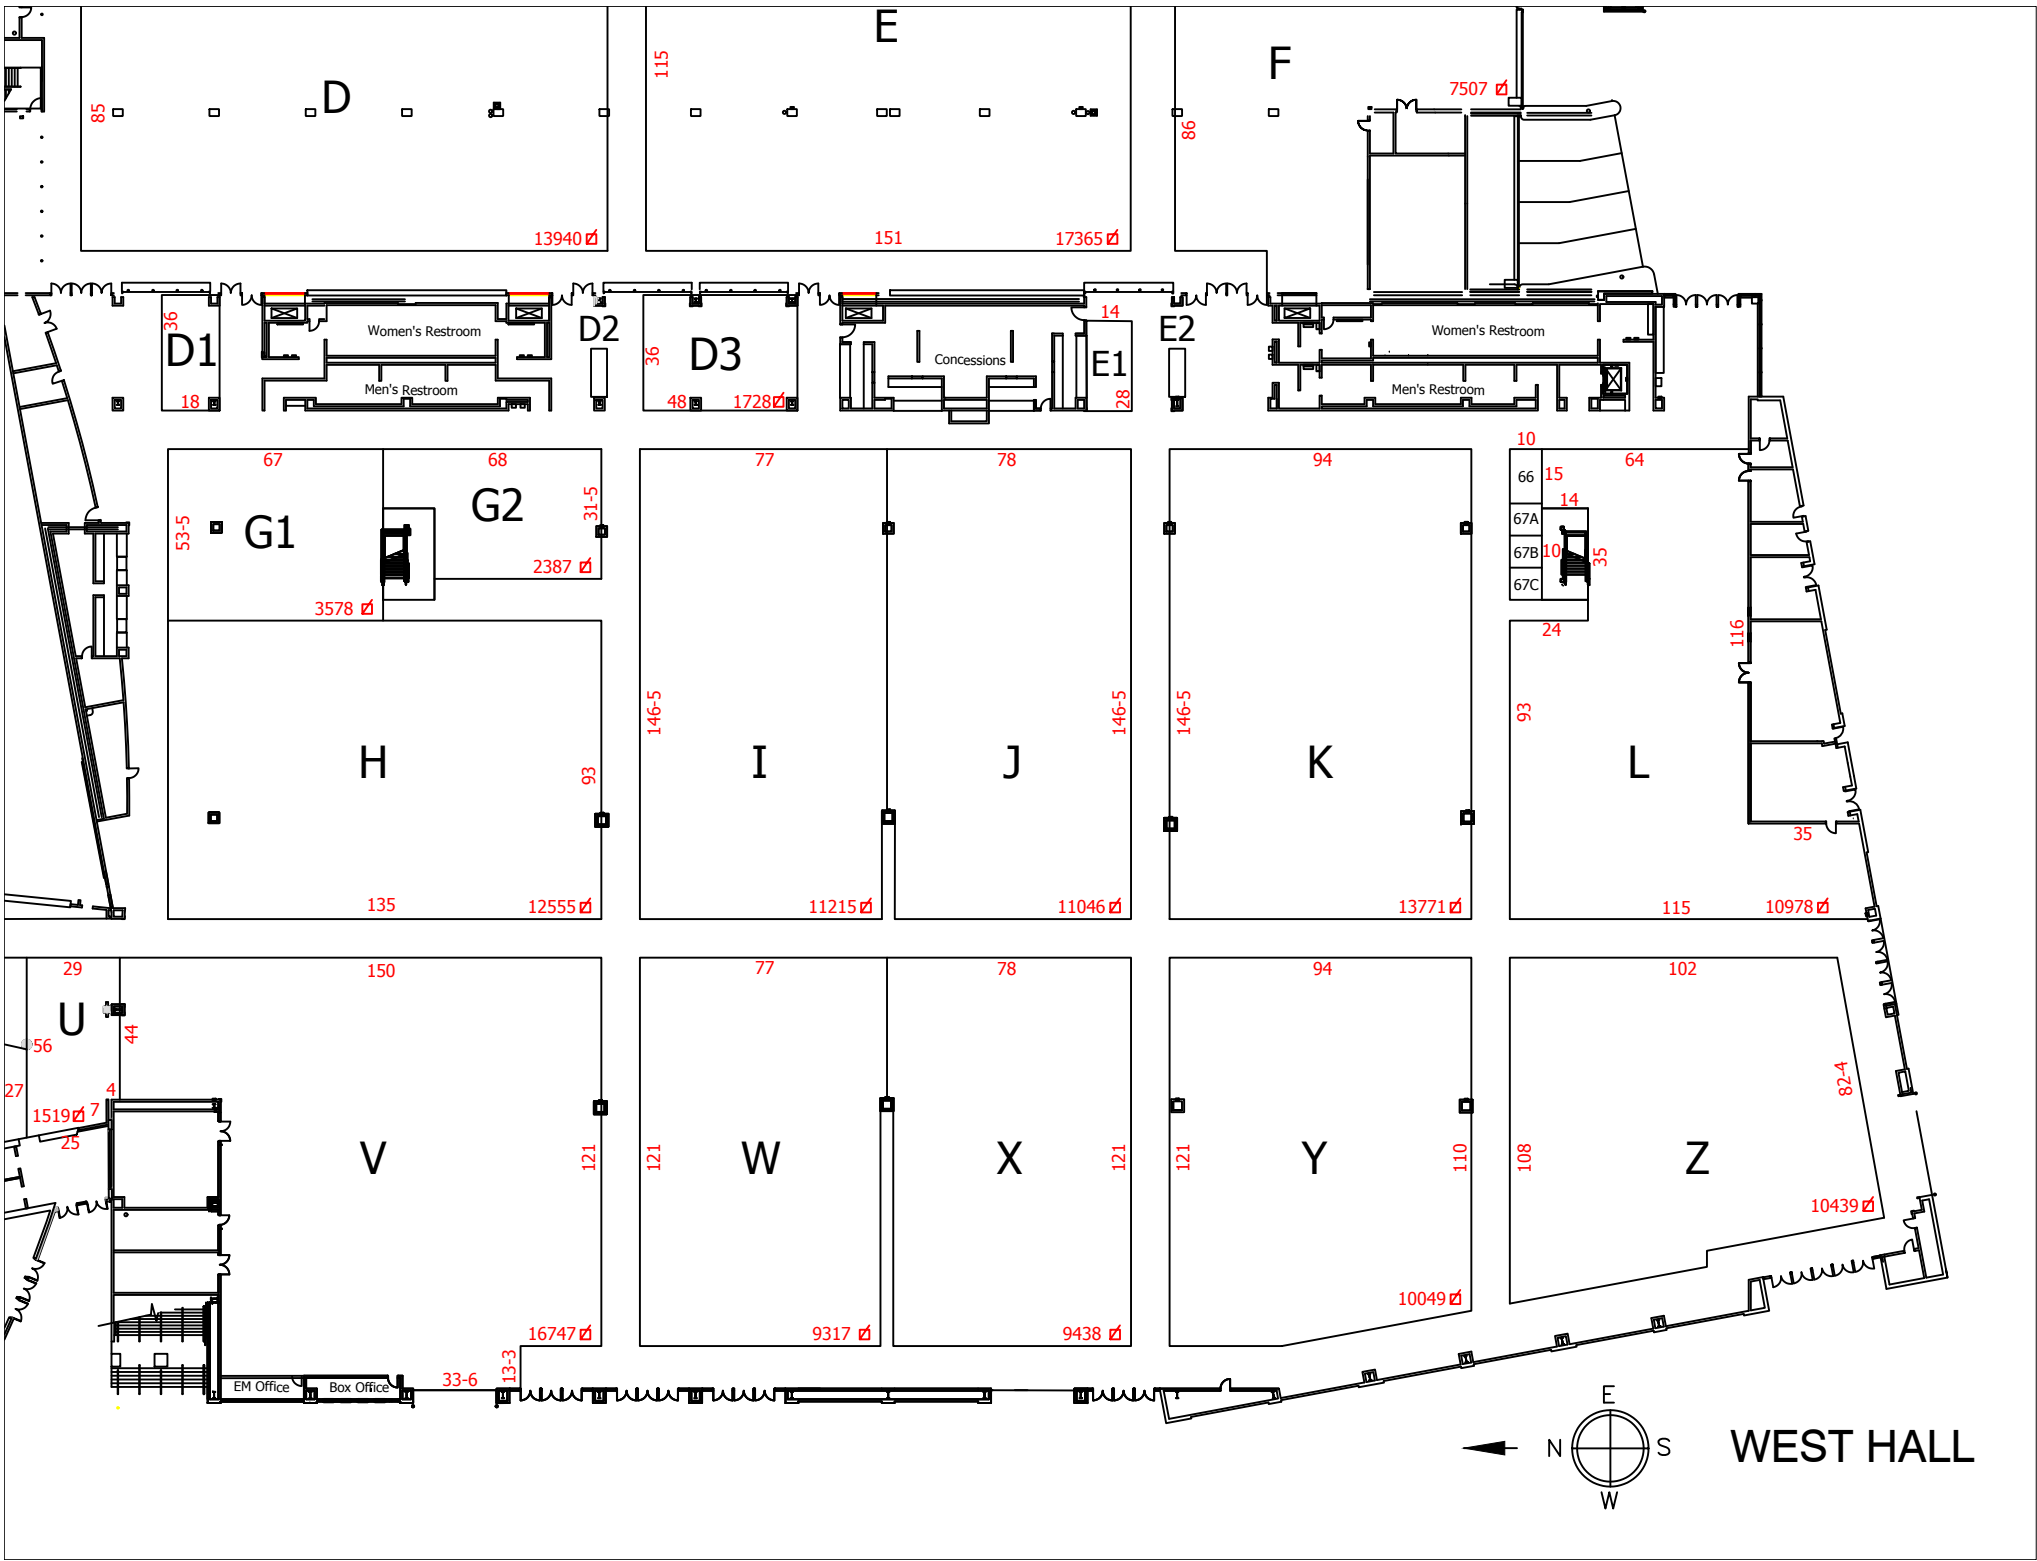 E
115
F
7507
D
85
86
13940
151
17365
36
D1
18
Women's Restroom
Men's Restroom
D2
36
D3
48
1728
Concessions
14
E1
28
E2
Women's Restroom
Men's Restroom
67
68
77
78
94
10
64
53-5
G1
3578
31-5
G2
2387
66
15
14
67A
67B
10
67C
35
24
116
146-5
146-5
146-5
93
H
93
I
J
K
L
35
135
12555
11215
11046
13771
115
10978
29
150
77
78
94
102
U
44
56
27
4
7
1519
25
82-4
V
121
121
W
X
121
121
Y
110
108
Z
10439
10049
16747
9317
9438
13-3
33-6
EM Office
Box Office
E
N
S
W
WEST HALL